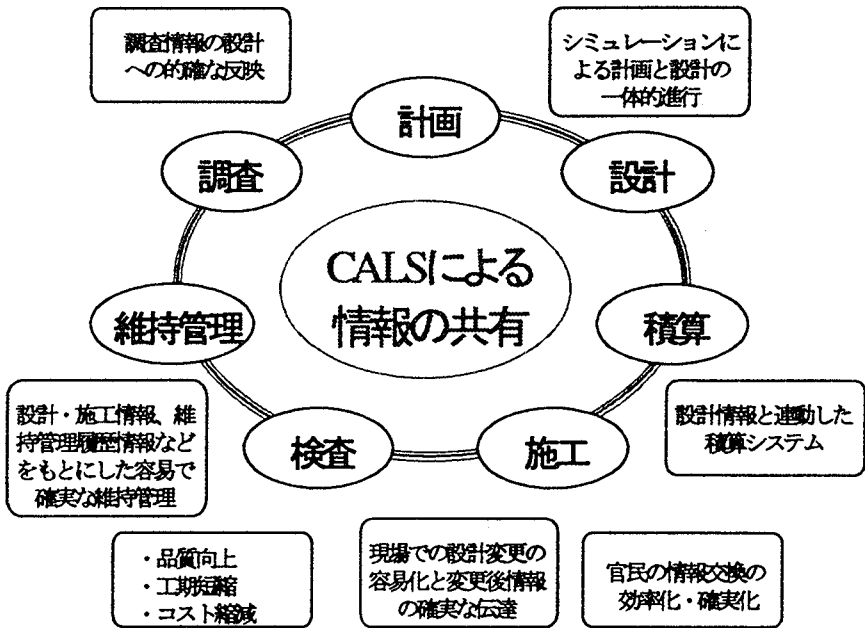 調査情報の設計
への的確な反映
シミュレーションに
よる計画と設計の
一体的進行
計画
調査
設計
CALSによる
情報の共有
維持管理
積算
設計・施工情報、維
持管理履歴情報など
をもとにした容易で
確実な維持管理
検査
施工
設計情報と連動した
積算システム
・品質向上
・工期短縮
・コスト縮減
現場での設計変更の
容易化と変更後情報
の確実な伝達
官民の情報交換の
効率化・確実化